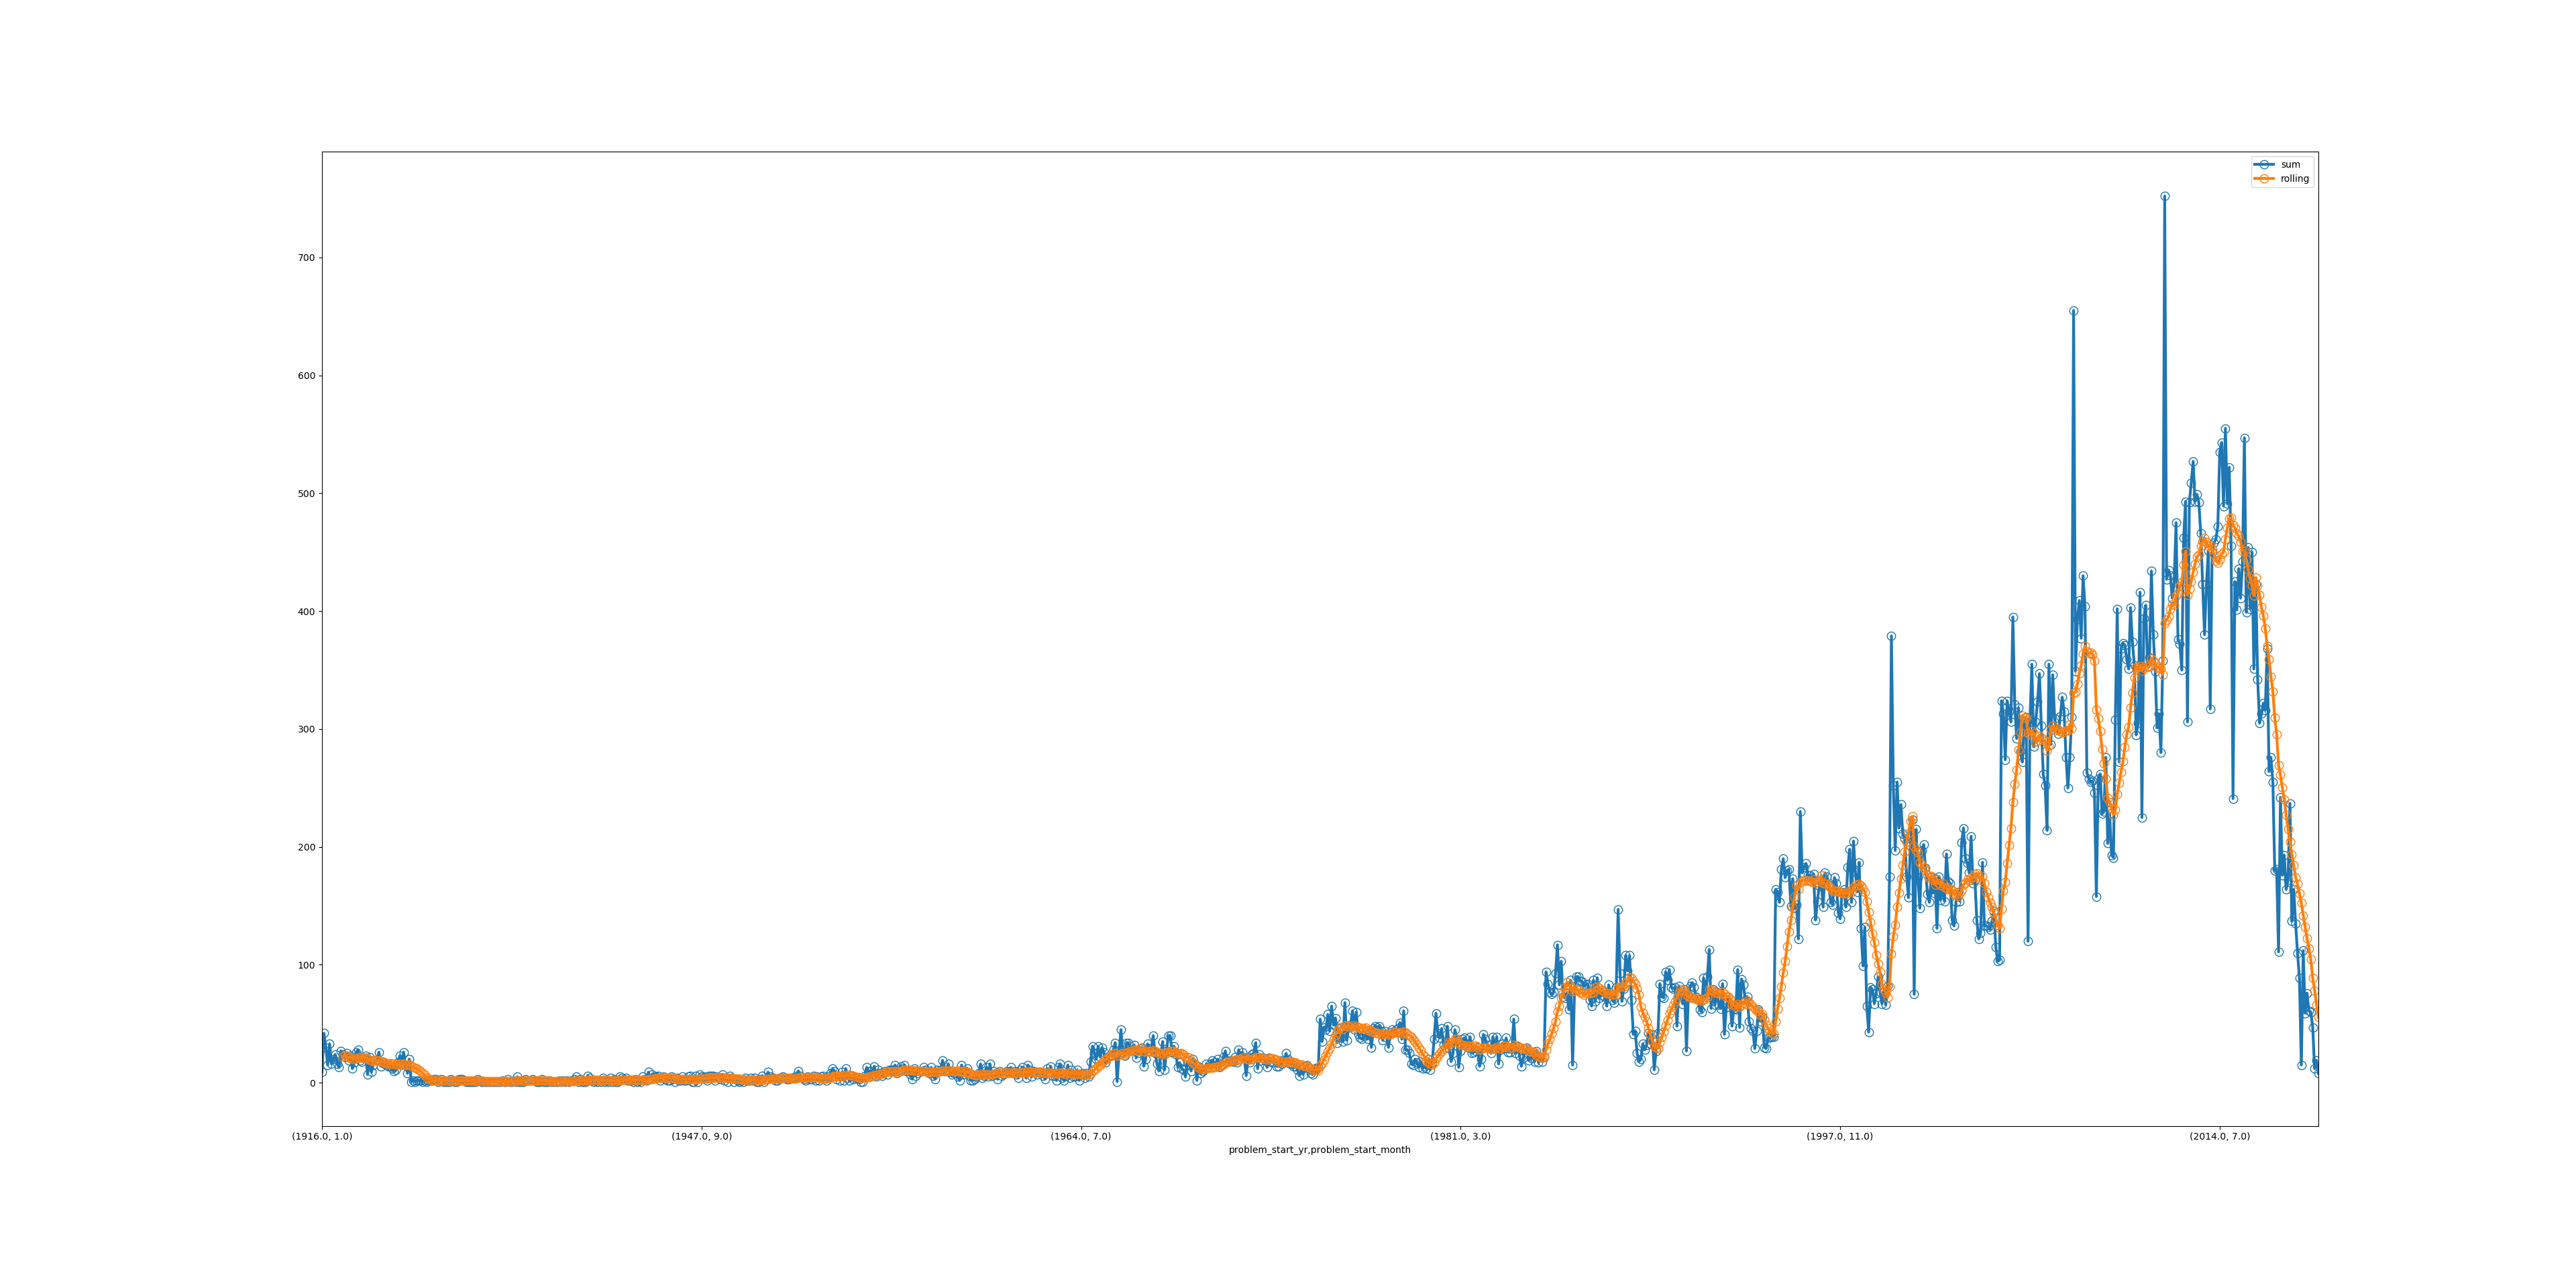 sum
rolling
700
600
500
400
300
200
100
0
(1916.0, 1.0) (1947.0, 9.0) (1964.0, 7.0) (1981.0, 3.0) (1997.0, 11.0) (2014.0, 7.0)
problem_start_yr,problem_start_month